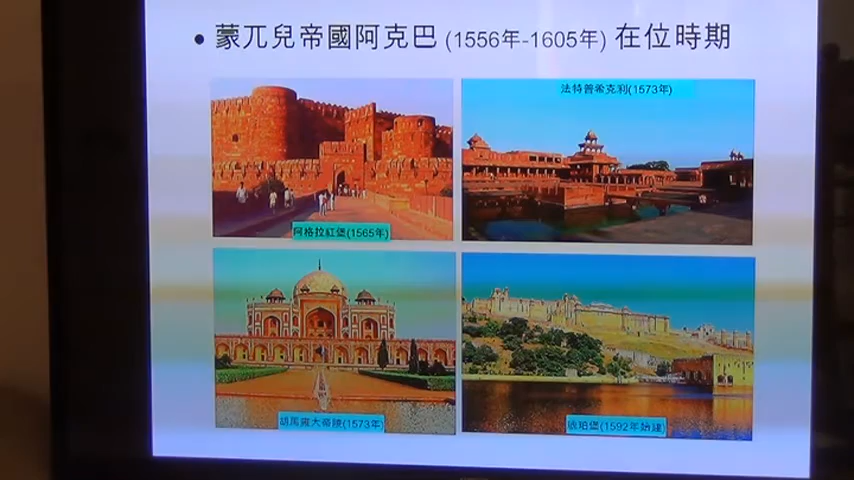 • 蒙兀兒帝國阿克巴 (1556年-1605年) 在位時期
法特普希克利(1573年)
阿格拉紅堡(1565年)
胡馬雍大帝陵(1573年)
琥珀堡(1592年始建)